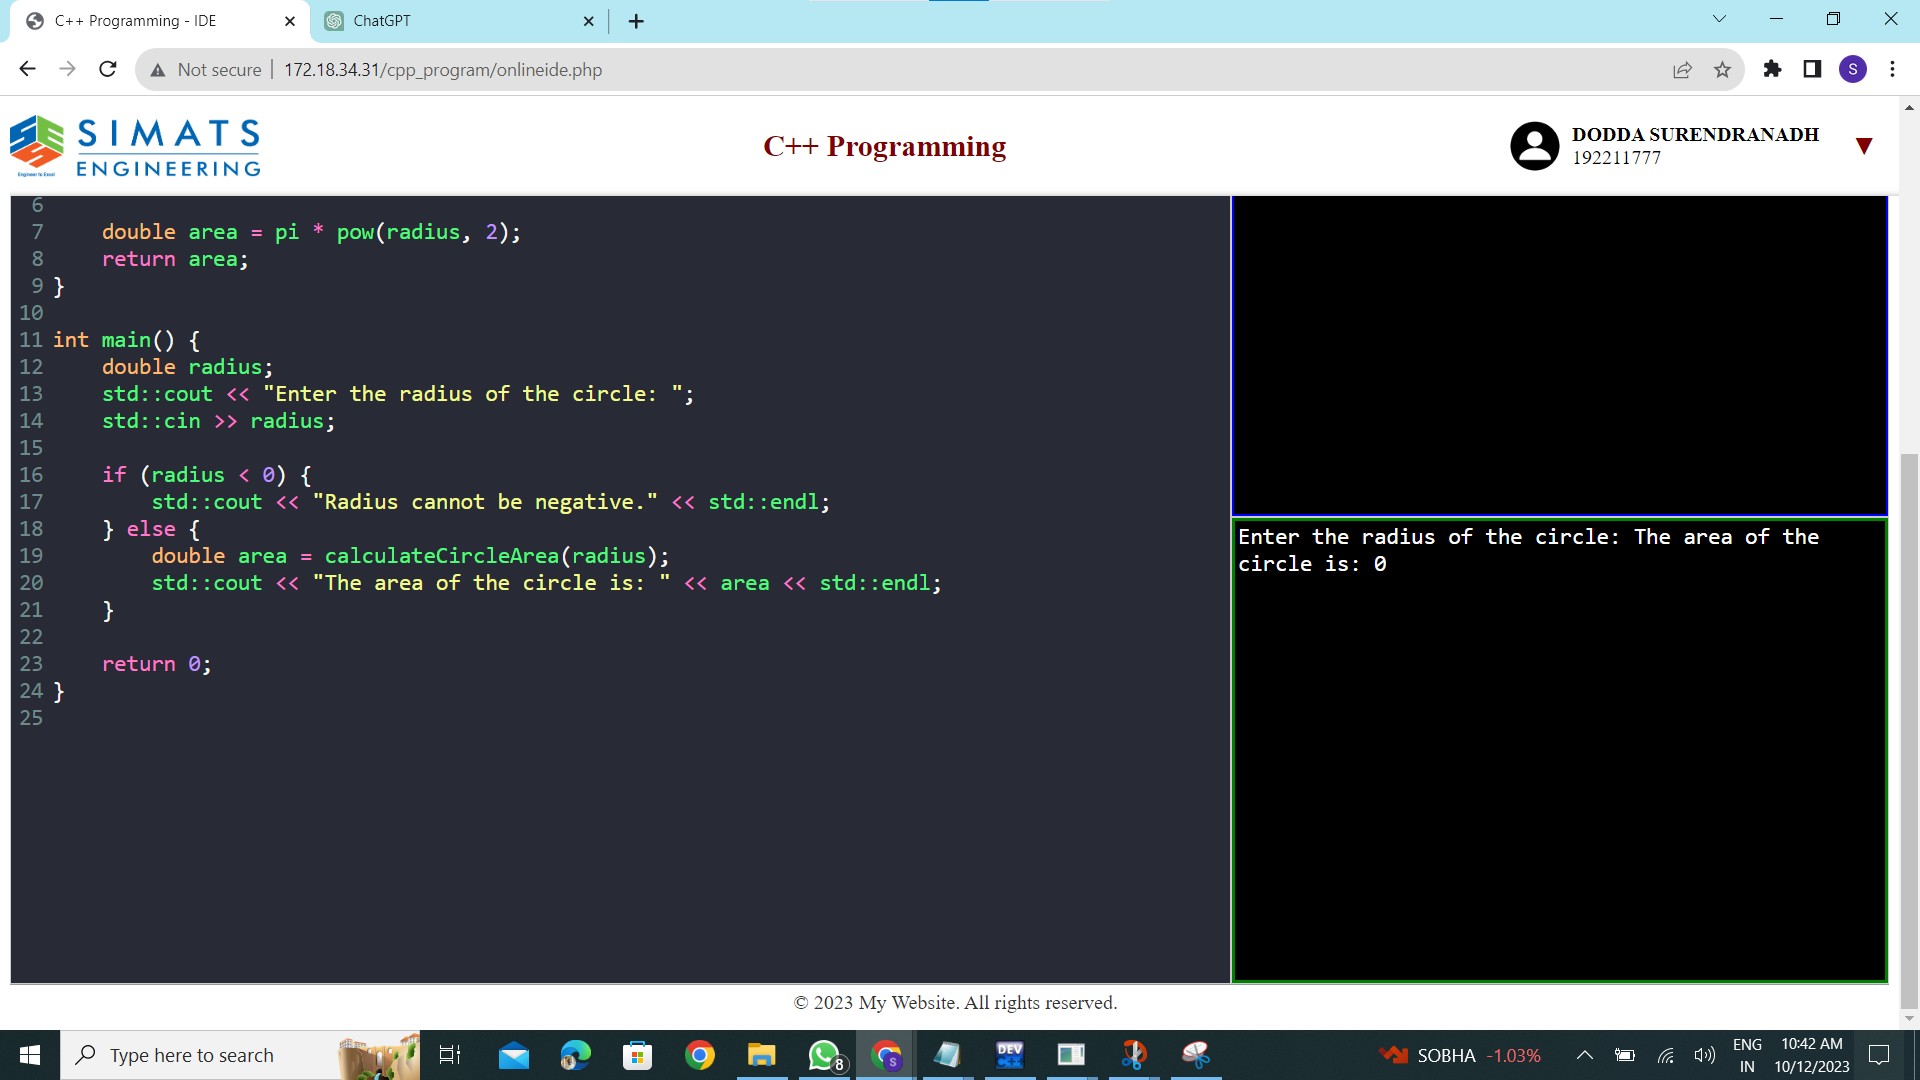 C++ Programming - IDE
ChatGPT
Not secure | 172.18.34.31/cpp_program/onlineide.php
S
SIMATS
ENGINEERING
Engineer to Excel
C++ Programming
DODDA SURENDRANADH
192211777
6
7 double area = pi * pow(radius, 2);
8 return area;
9 }
10
11 int main() {
12 double radius;
13 std::cout << "Enter the radius of the circle: ";
14 std::cin >> radius;
15
16 if (radius < 0) {
17 std::cout << "Radius cannot be negative." << std::endl;
18 } else {
19 double area = calculateCircleArea(radius);
20 std::cout << "The area of the circle is: " << area << std::endl;
21 }
22
23 return 0;
24 }
25
Enter the radius of the circle: The area of the
circle is: 0
© 2023 My Website. All rights reserved.
Type here to search
8
S
DEV
C++
SOBHA -1.03%
ENG
IN
10:42 AM
10/12/2023